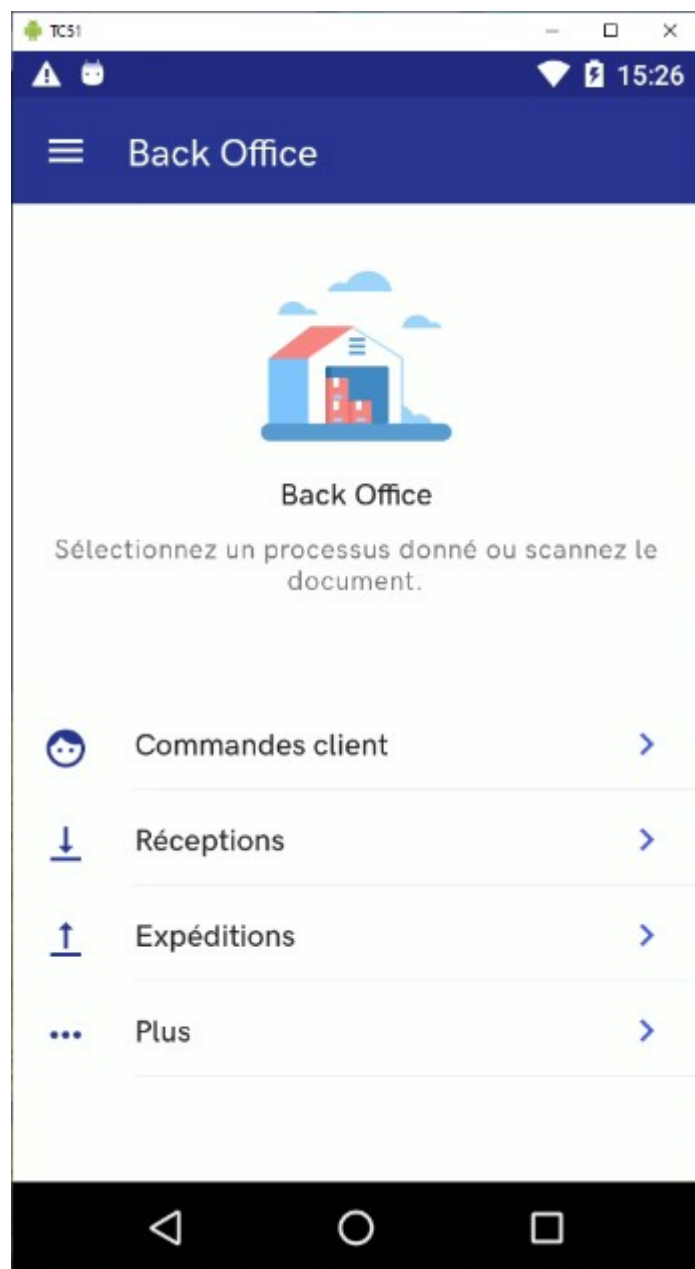 TC51
15:26
Back Office
Back Office
Sélectionnez un processus donné ou scannez le
document.
Commandes client
Réceptions
Expéditions
Plus